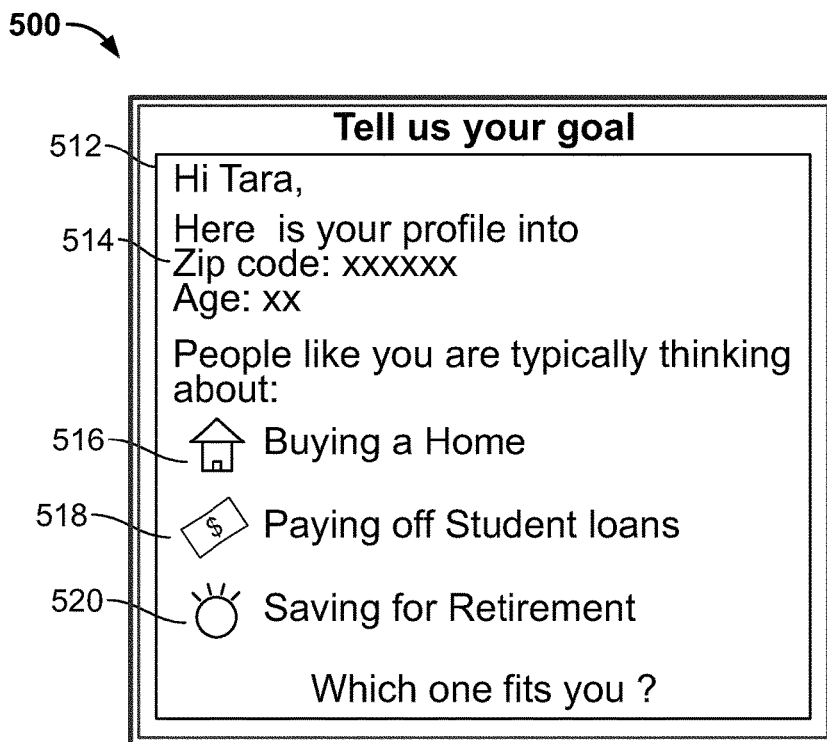 500
Tell us your goal
512
Hi Tara,
Here is your profile into
514
Zip code: xxxxxx
Age: xx
People like you are typically thinking
about:
516
Buying a Home
518
$
Paying off Student loans
520
Saving for Retirement
Which one fits you ?